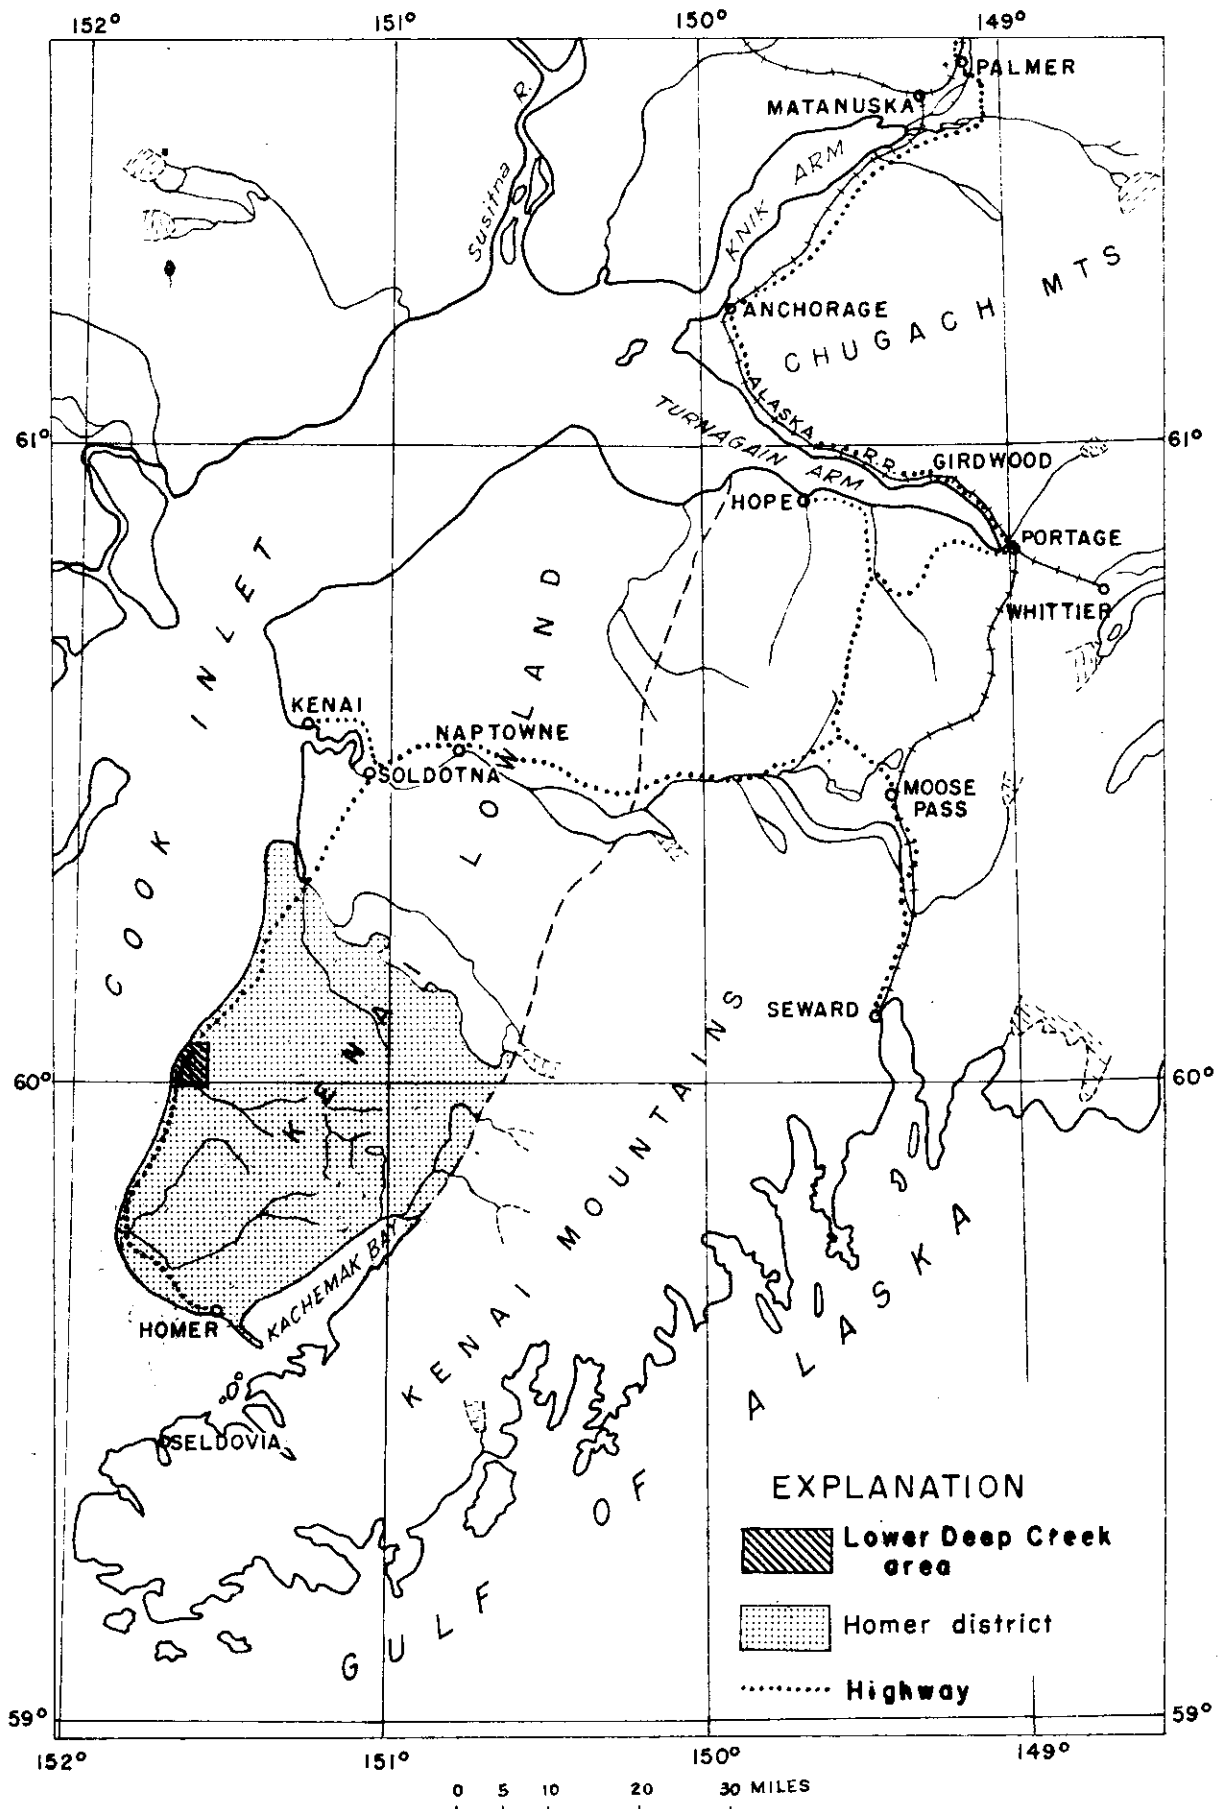 152° 151° 150° 149°
PALMER
MATANUSKA
Susitna R.
KNIK ARM
ANCHORAGE
CHUGACH MTS
ALASKA R.R.
TURNAGAIN ARM
61° 61°
GIRDWOOD
HOPE
PORTAGE
WHITTIER
COOK INLET
KENAI LOWLAND
KENAI
NAPTOWNE
SOLDOTNA
MOOSE
PASS
SEWARD
60° 60°
KENAI MOUNTAINS
KACHEMAK BAY
HOMER
SELDOVIA
GULF OF ALASKA
EXPLANATION
Lower Deep Creek
area
Homer district
Highway
59° 59°
152° 151° 150° 149°
0 5 10 20 30 MILES